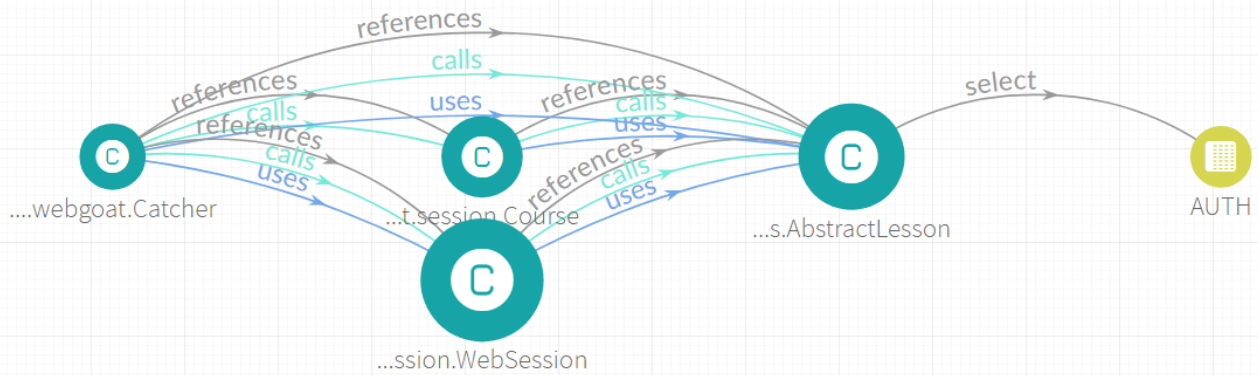 references
calls
select
references
references
uses
calls
calls
references
uses
C
C
C
references
calls
calls
uses
uses
....webgoat.Catcher
...t.session.Course
AUTH
...s.AbstractLesson
C
...ssion.WebSession